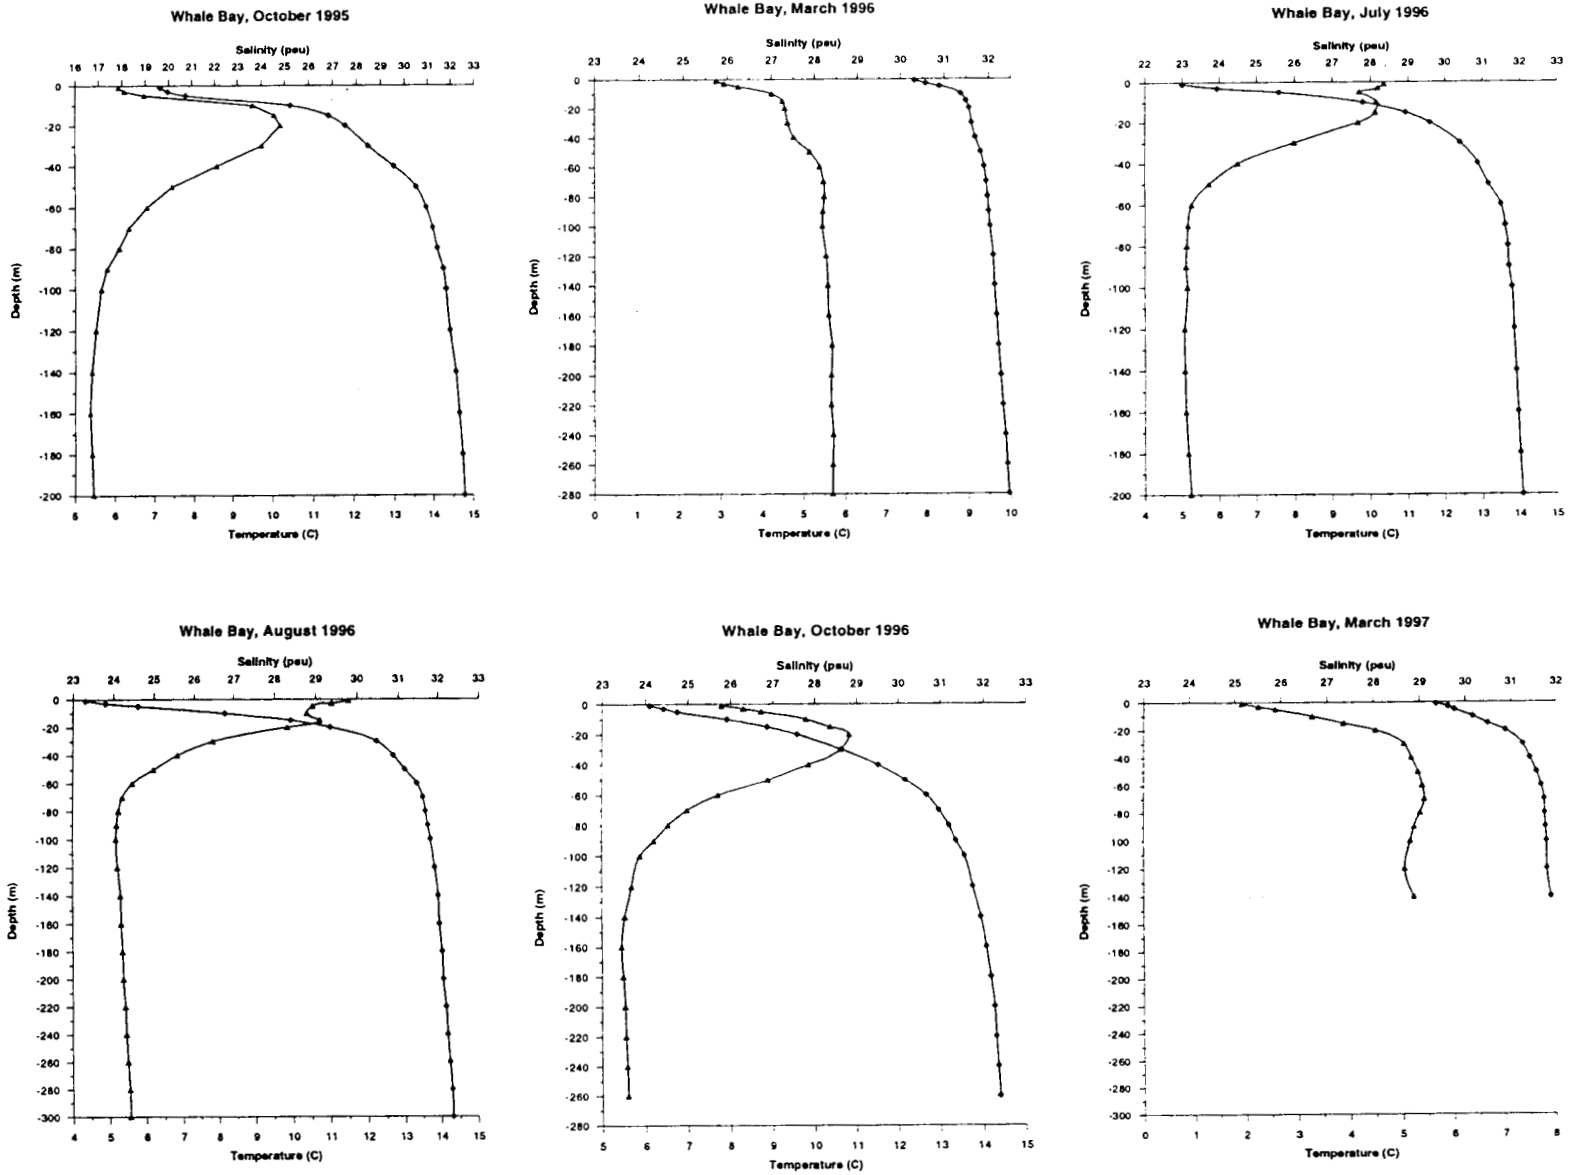 Whale Bay, October 1995
Salinity (psu)
16 17 18 19 20 21 22 23 24 25 26 27 28 29 30 31 32 33
0
-20
-40
-60
-80
-100
-120
-140
-160
-180
-200
Depth (m)
5 6 7 8 9 10 11 12 13 14 15
Temperature (C)
Whale Bay, March 1996
Salinity (psu)
23 24 25 26 27 28 29 30 31 32
0
-20
-40
-60
-80
-100
-120
-140
-160
-180
-200
-220
-240
-260
-280
Depth (m)
0 1 2 3 4 5 6 7 8 9 10
Temperature (C)
Whale Bay, July 1996
Salinity (psu)
22 23 24 25 26 27 28 29 30 31 32 33
0
-20
-40
-60
-80
-100
-120
-140
-160
-180
-200
Depth (m)
4 5 6 7 8 9 10 11 12 13 14 15
Temperature (C)
Whale Bay, August 1996
Salinity (psu)
23 24 25 26 27 28 29 30 31 32 33
0
-20
-40
-60
-80
-100
-120
-140
-160
-180
-200
-220
-240
-260
-280
-300
Depth (m)
4 5 6 7 8 9 10 11 12 13 14 15
Temperature (C)
Whale Bay, October 1996
Salinity (psu)
23 24 25 26 27 28 29 30 31 32 33
0
-20
-40
-60
-80
-100
-120
-140
-160
-180
-200
-220
-240
-260
-280
Depth (m)
5 6 7 8 9 10 11 12 13 14 15
Temperature (C)
Whale Bay, March 1997
Salinity (psu)
23 24 25 26 27 28 29 30 31 32
0
-20
-40
-60
-80
100
-120
-140
-160
-180
-200
-220
-240
-260
-280
-300
Depth (m)
0 1 2 3 4 5 6 7 8
Temperature (C)